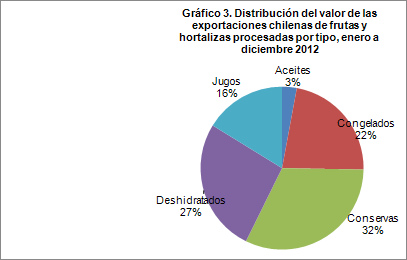 Gráfico 3. Distribución del valor de las
exportaciones chilenas de frutas y
hortalizas procesadas por tipo, enero a
diciembre 2012
Aceites
3%
Congelados
22%
Conservas
32%
Deshidratados
27%
Jugos
16%